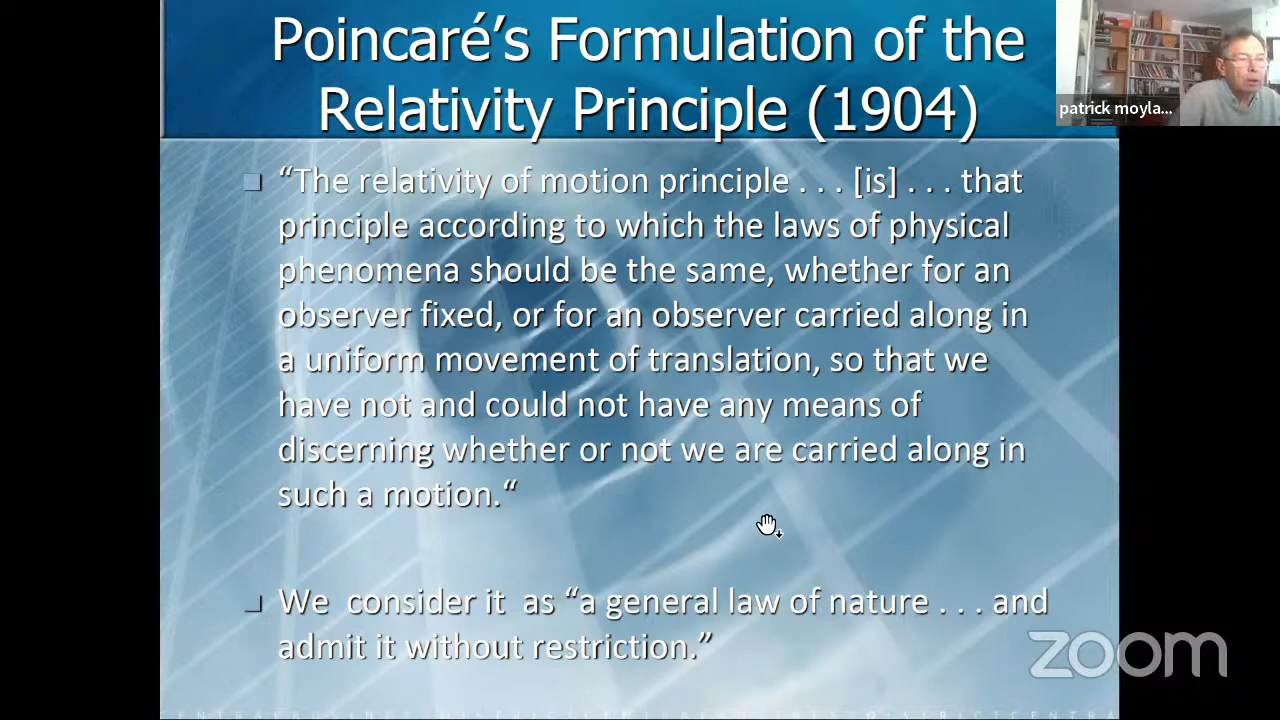 Poincaré’s Formulation of the
Relativity Principle (1904)
patrick moyla...
“The relativity of motion principle . . . [is] . . . that
principle according to which the laws of physical
phenomena should be the same, whether for an
observer fixed, or for an observer carried along in
a uniform movement of translation, so that we
have not and could not have any means of
discerning whether or not we are carried along in
such a motion.“
We consider it as “a general law of nature . . . and
admit it without restriction.”
zoom